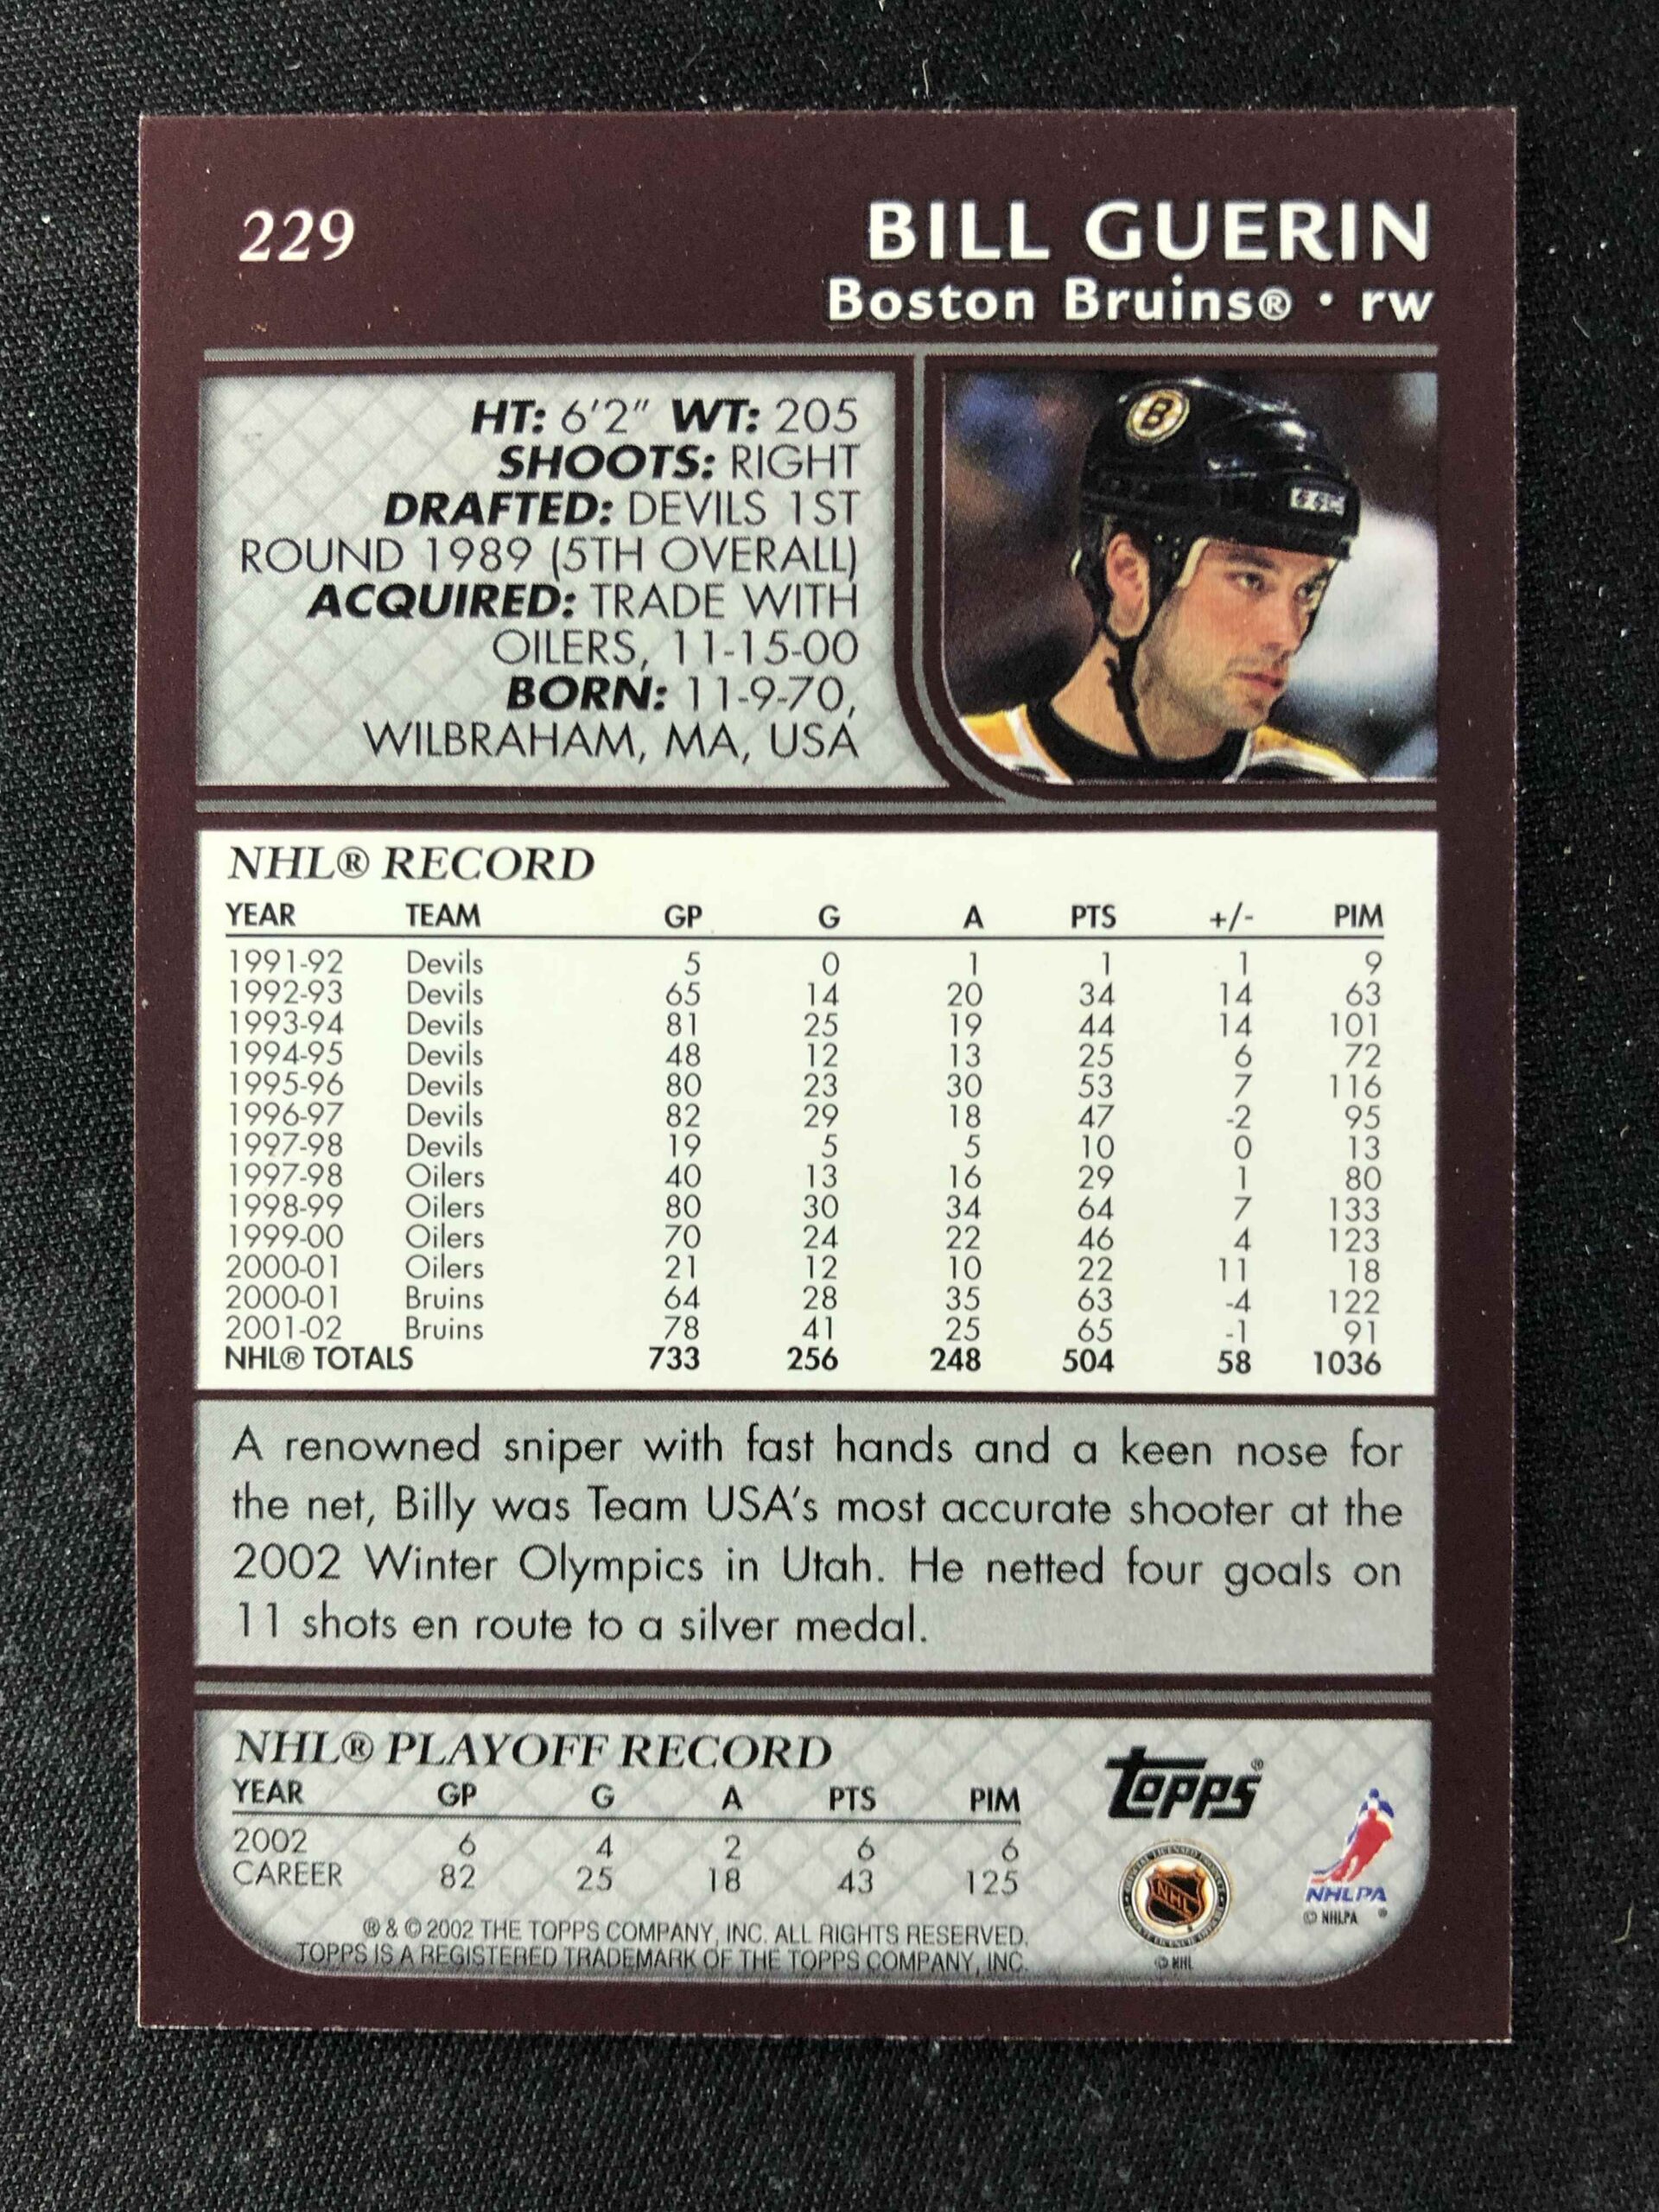 229
BILL GUERIN
Boston Bruins® • rw
HT: 6'2" WT: 205
SHOOTS: RIGHT
DRAFTED: DEVILS 1ST
ROUND 1989 (5TH OVERALL)
ACQUIRED: TRADE WITH
OILERS, 11-15-00
BORN: 11-9-70,
WILBRAHAM, MA, USA
B
NHL® RECORD
YEAR TEAM GP G A PTS +/- PIM
1991-92 Devils 5 0 1 1 1 9
1992-93 Devils 65 14 20 34 14 63
1993-94 Devils 81 25 19 44 14 101
1994-95 Devils 48 12 13 25 6 72
1995-96 Devils 80 23 30 53 7 116
1996-97 Devils 82 29 18 47 -2 95
1997-98 Devils 19 5 5 10 0 13
1997-98 Oilers 40 13 16 29 1 80
1998-99 Oilers 80 30 34 64 7 133
1999-00 Oilers 70 24 22 46 4 123
2000-01 Oilers 21 12 10 22 11 18
2000-01 Bruins 64 28 35 63 -4 122
2001-02 Bruins 78 41 25 65 -1 91
NHL® TOTALS 733 256 248 504 58 1036
A renowned sniper with fast hands and a keen nose for
the net, Billy was Team USA's most accurate shooter at the
2002 Winter Olympics in Utah. He netted four goals on
11 shots en route to a silver medal.
NHL® PLAYOFF RECORD
YEAR GP G A PTS PIM
2002 6 4 2 6 6
CAREER 82 25 18 43 125
® & © 2002 THE TOPPS COMPANY, INC. ALL RIGHTS RESERVED.
TOPPS IS A REGISTERED TRADEMARK OF THE TOPPS COMPANY, INC.
Topps®
NHL
© NHL
NHLPA
© NHLPA ®